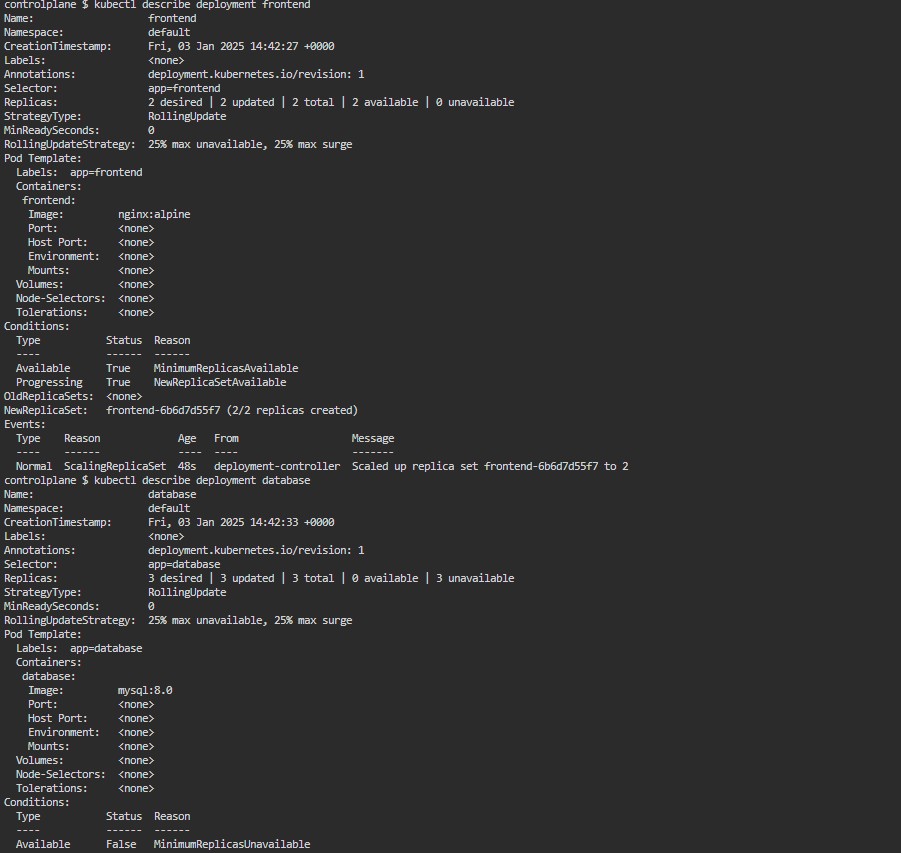 controlplane $ kubectl describe deployment frontend
Name:                   frontend
Namespace:              default
CreationTimestamp:      Fri, 03 Jan 2025 14:42:27 +0000
Labels:                 <none>
Annotations:            deployment.kubernetes.io/revision: 1
Selector:               app=frontend
Replicas:               2 desired | 2 updated | 2 total | 2 available | 0 unavailable
StrategyType:           RollingUpdate
MinReadySeconds:        0
RollingUpdateStrategy:  25% max unavailable, 25% max surge
Pod Template:
  Labels:  app=frontend
  Containers:
   frontend:
    Image:         nginx:alpine
    Port:          <none>
    Host Port:     <none>
    Environment:   <none>
    Mounts:        <none>
  Volumes:         <none>
  Node-Selectors:  <none>
  Tolerations:     <none>
Conditions:
  Type           Status  Reason
  ----           ------  ------
  Available      True    MinimumReplicasAvailable
  Progressing    True    NewReplicaSetAvailable
OldReplicaSets:  <none>
NewReplicaSet:   frontend-6b6d7d55f7 (2/2 replicas created)
Events:
  Type    Reason             Age   From                   Message
  ----    ------             ----  ----                   -------
  Normal  ScalingReplicaSet  48s   deployment-controller  Scaled up replica set frontend-6b6d7d55f7 to 2
controlplane $ kubectl describe deployment database
Name:                   database
Namespace:              default
CreationTimestamp:      Fri, 03 Jan 2025 14:42:33 +0000
Labels:                 <none>
Annotations:            deployment.kubernetes.io/revision: 1
Selector:               app=database
Replicas:               3 desired | 3 updated | 3 total | 0 available | 3 unavailable
StrategyType:           RollingUpdate
MinReadySeconds:        0
RollingUpdateStrategy:  25% max unavailable, 25% max surge
Pod Template:
  Labels:  app=database
  Containers:
   database:
    Image:         mysql:8.0
    Port:          <none>
    Host Port:     <none>
    Environment:   <none>
    Mounts:        <none>
  Volumes:         <none>
  Node-Selectors:  <none>
  Tolerations:     <none>
Conditions:
  Type           Status  Reason
  ----           ------  ------
  Available      False   MinimumReplicasUnavailable